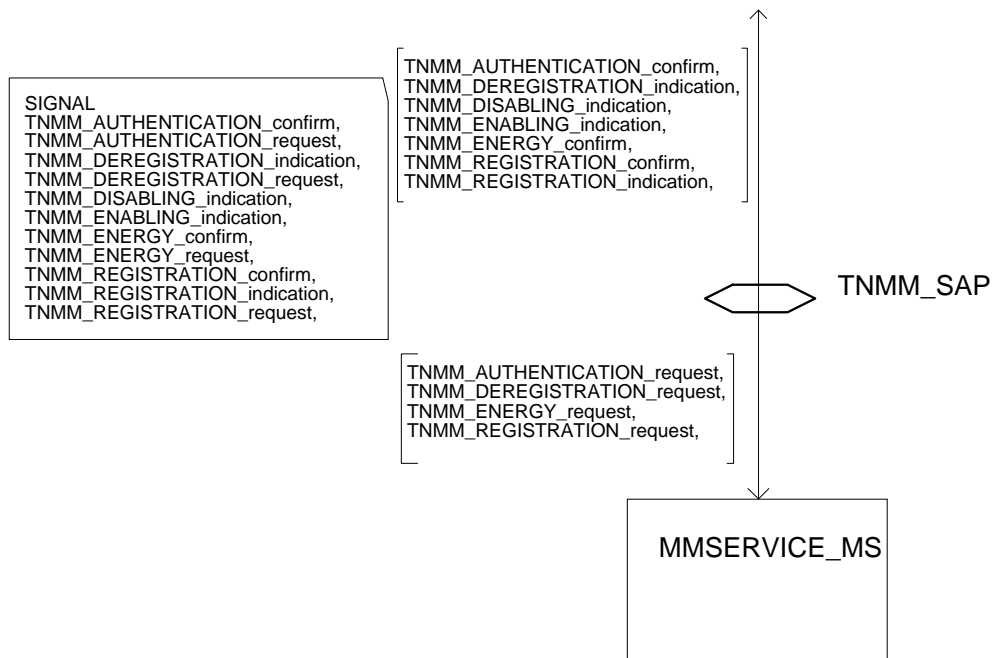 SIGNAL
TNMM_AUTHENTICATION_confirm,
TNMM_AUTHENTICATION_request,
TNMM_DEREGISTRATION_indication,
TNMM_DEREGISTRATION_request,
TNMM_DISABLING_indication,
TNMM_ENABLING_indication,
TNMM_ENERGY_confirm,
TNMM_ENERGY_request,
TNMM_REGISTRATION_confirm,
TNMM_REGISTRATION_indication,
TNMM_REGISTRATION_request,
TNMM_AUTHENTICATION_confirm,
TNMM_DEREGISTRATION_indication,
TNMM_DISABLING_indication,
TNMM_ENABLING_indication,
TNMM_ENERGY_confirm,
TNMM_REGISTRATION_confirm,
TNMM_REGISTRATION_indication,
TNMM_SAP
TNMM_AUTHENTICATION_request,
TNMM_DEREGISTRATION_request,
TNMM_ENERGY_request,
TNMM_REGISTRATION_request,
MMSERVICE_MS